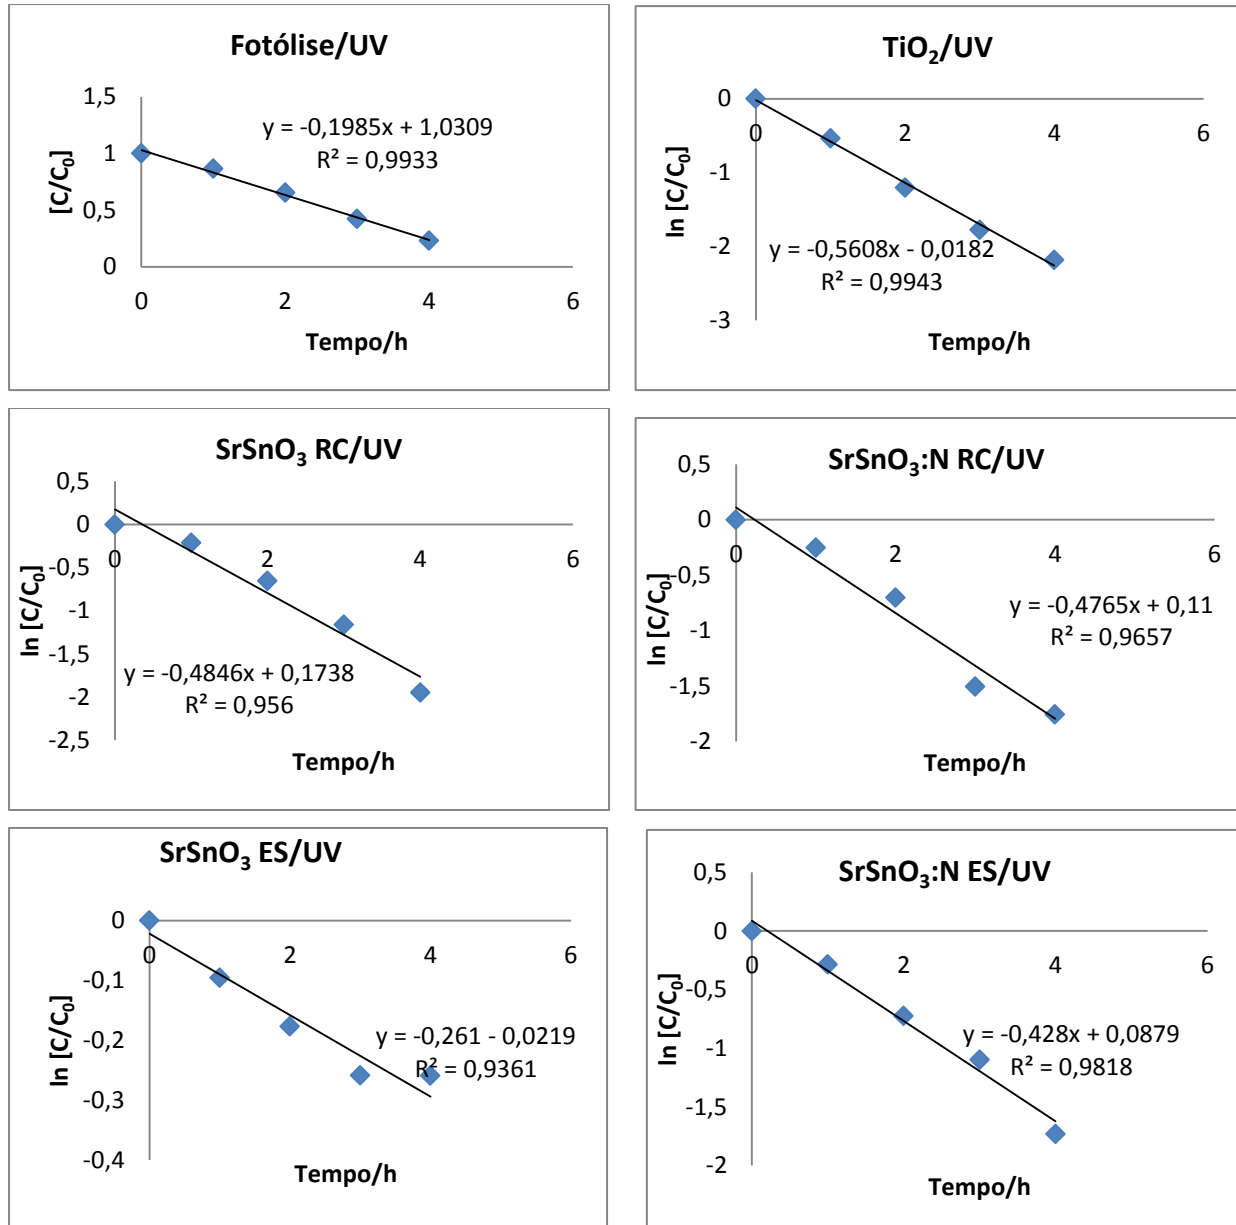 Fotólise/UV
1,5
1
0,5
0
[C/C₀]
y = -0,1985x + 1,0309
R² = 0,9933
0 2 4 6
Tempo/h
TiO₂/UV
0
-1
-2
-3
ln [C/C₀]
0 2 4 6
y = -0,5608x - 0,0182
R² = 0,9943
Tempo/h
SrSnO₃ RC/UV
0,5
0
-0,5
-1
-1,5
-2
-2,5
ln [C/C₀]
0 2 4 6
y = -0,4846x + 0,1738
R² = 0,956
Tempo/h
SrSnO₃:N RC/UV
0,5
0
-0,5
-1
-1,5
-2
ln [C/C₀]
0 2 4 6
y = -0,4765x + 0,11
R² = 0,9657
Tempo/h
SrSnO₃ ES/UV
0
-0,1
-0,2
-0,3
-0,4
ln [C/C₀]
0 2 4 6
y = -0,261 - 0,0219
R² = 0,9361
Tempo/h
SrSnO₃:N ES/UV
0,5
0
-0,5
-1
-1,5
-2
ln [C/C₀]
0 2 4 6
y = -0,428x + 0,0879
R² = 0,9818
Tempo/h